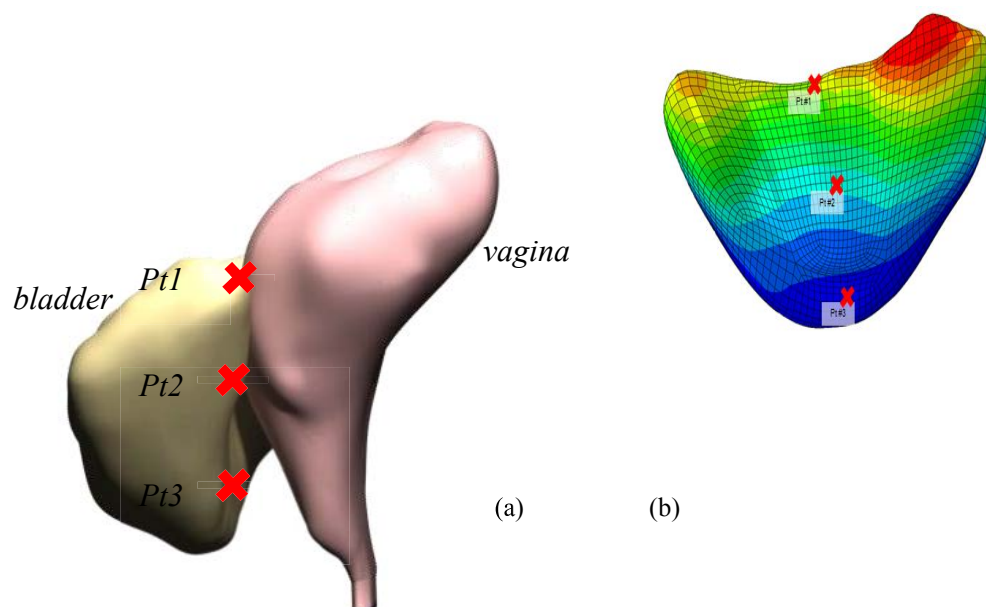 Pt#1
Pt#2
vagina
Pt1
bladder
Pt#3
Pt2
Pt3
(a)
(b)